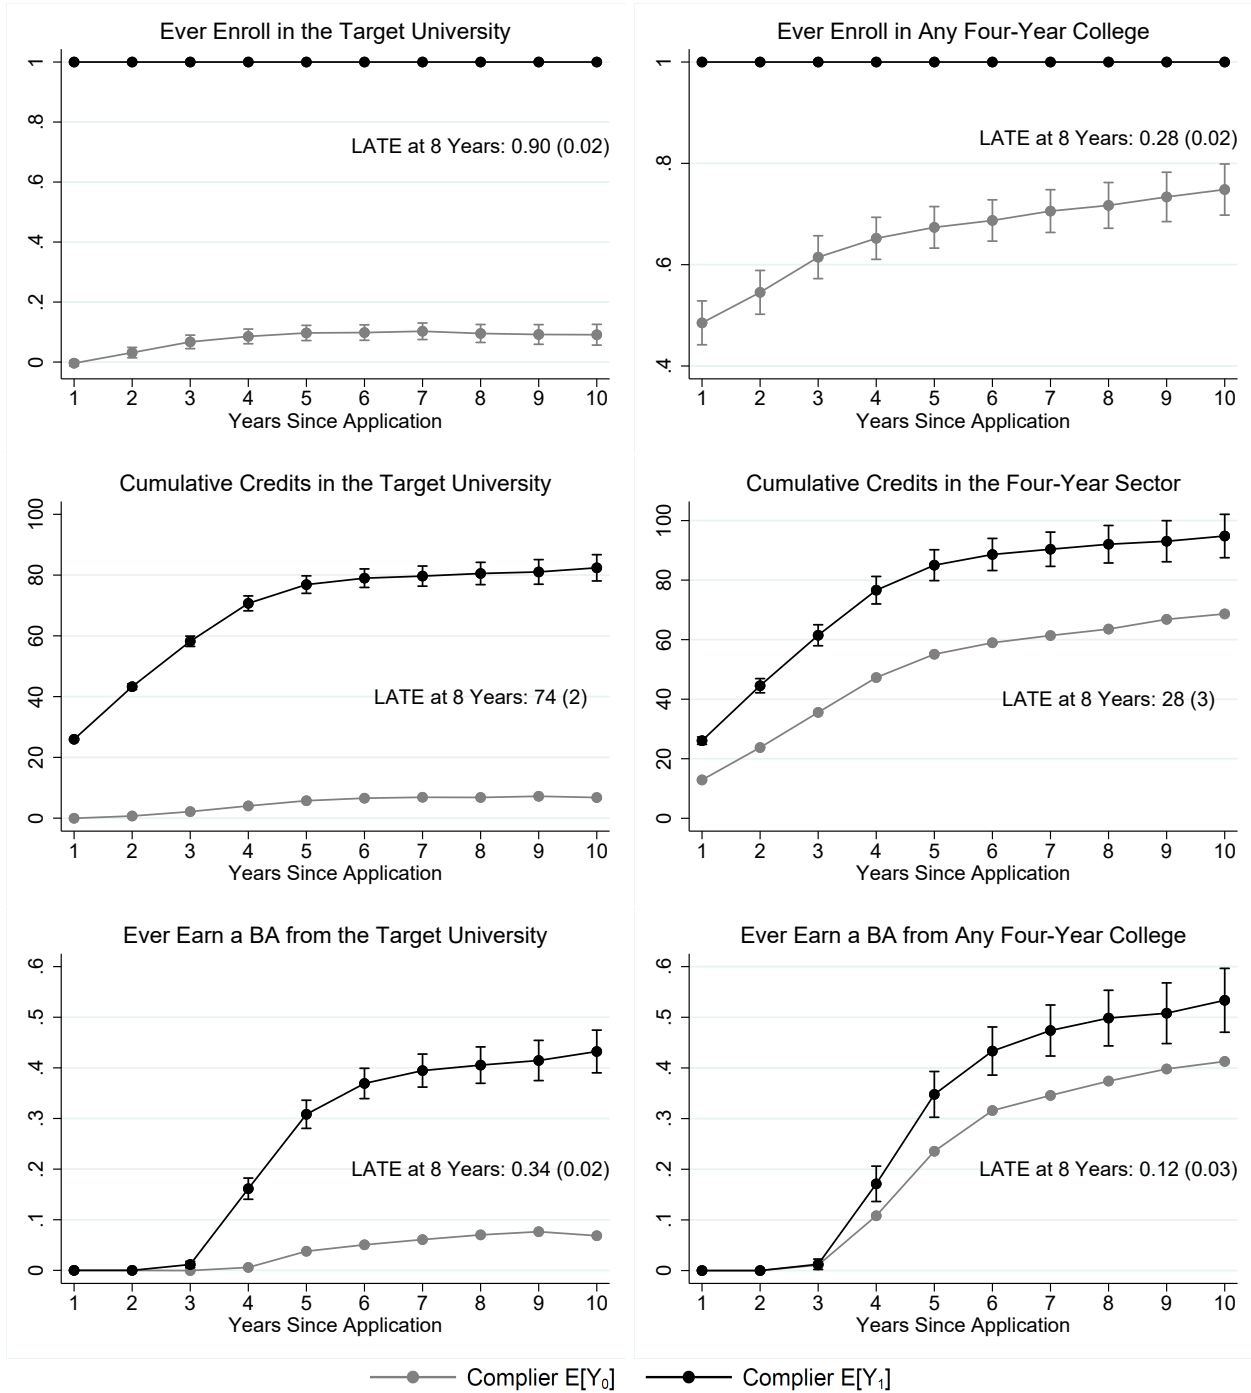 Ever Enroll in the Target University
1
.8
.6
.4
.2
0
LATE at 8 Years: 0.90 (0.02)
1 2 3 4 5 6 7 8 9 10
Years Since Application
Ever Enroll in Any Four-Year College
1
.8
.6
.4
LATE at 8 Years: 0.28 (0.02)
1 2 3 4 5 6 7 8 9 10
Years Since Application
Cumulative Credits in the Target University
100
80
60
40
20
0
LATE at 8 Years: 74 (2)
1 2 3 4 5 6 7 8 9 10
Years Since Application
Cumulative Credits in the Four-Year Sector
100
80
60
40
20
0
LATE at 8 Years: 28 (3)
1 2 3 4 5 6 7 8 9 10
Years Since Application
Ever Earn a BA from the Target University
.6
.5
.4
.3
.2
.1
0
LATE at 8 Years: 0.34 (0.02)
1 2 3 4 5 6 7 8 9 10
Years Since Application
Ever Earn a BA from Any Four-Year College
.6
.5
.4
.3
.2
.1
0
LATE at 8 Years: 0.12 (0.03)
1 2 3 4 5 6 7 8 9 10
Years Since Application
Complier E[Y₀] Complier E[Y₁]